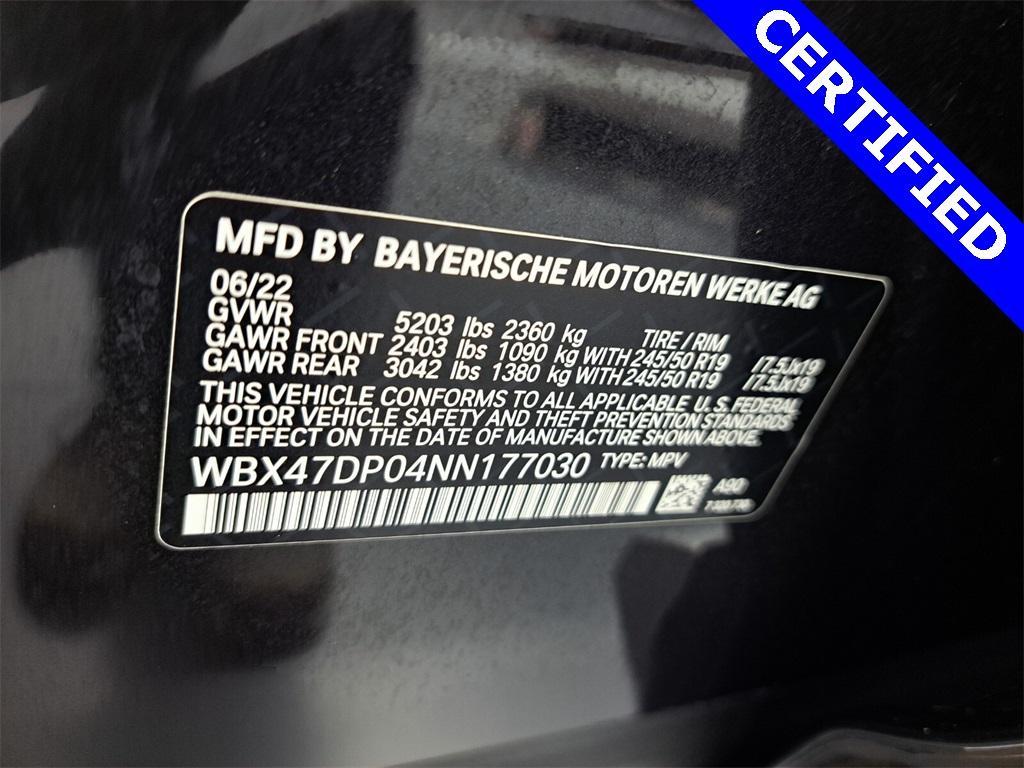 CERTIFIED
MFD BY BAYERISCHE MOTOREN WERKE AG
06/22
GVWR 5203 lbs 2360 kg TIRE / RIM
GAWR FRONT 2403 lbs 1090 kg WITH 245/50 R19 /7.5Jx19
GAWR REAR 3042 lbs 1380 kg WITH 245/50 R19 /7.5Jx19
THIS VEHICLE CONFORMS TO ALL APPLICABLE U.S. FEDERAL
MOTOR VEHICLE SAFETY AND THEFT PREVENTION STANDARDS
IN EFFECT ON THE DATE OF MANUFACTURE SHOWN ABOVE.
WBX47DP04NN177030 TYPE: MPV
A90